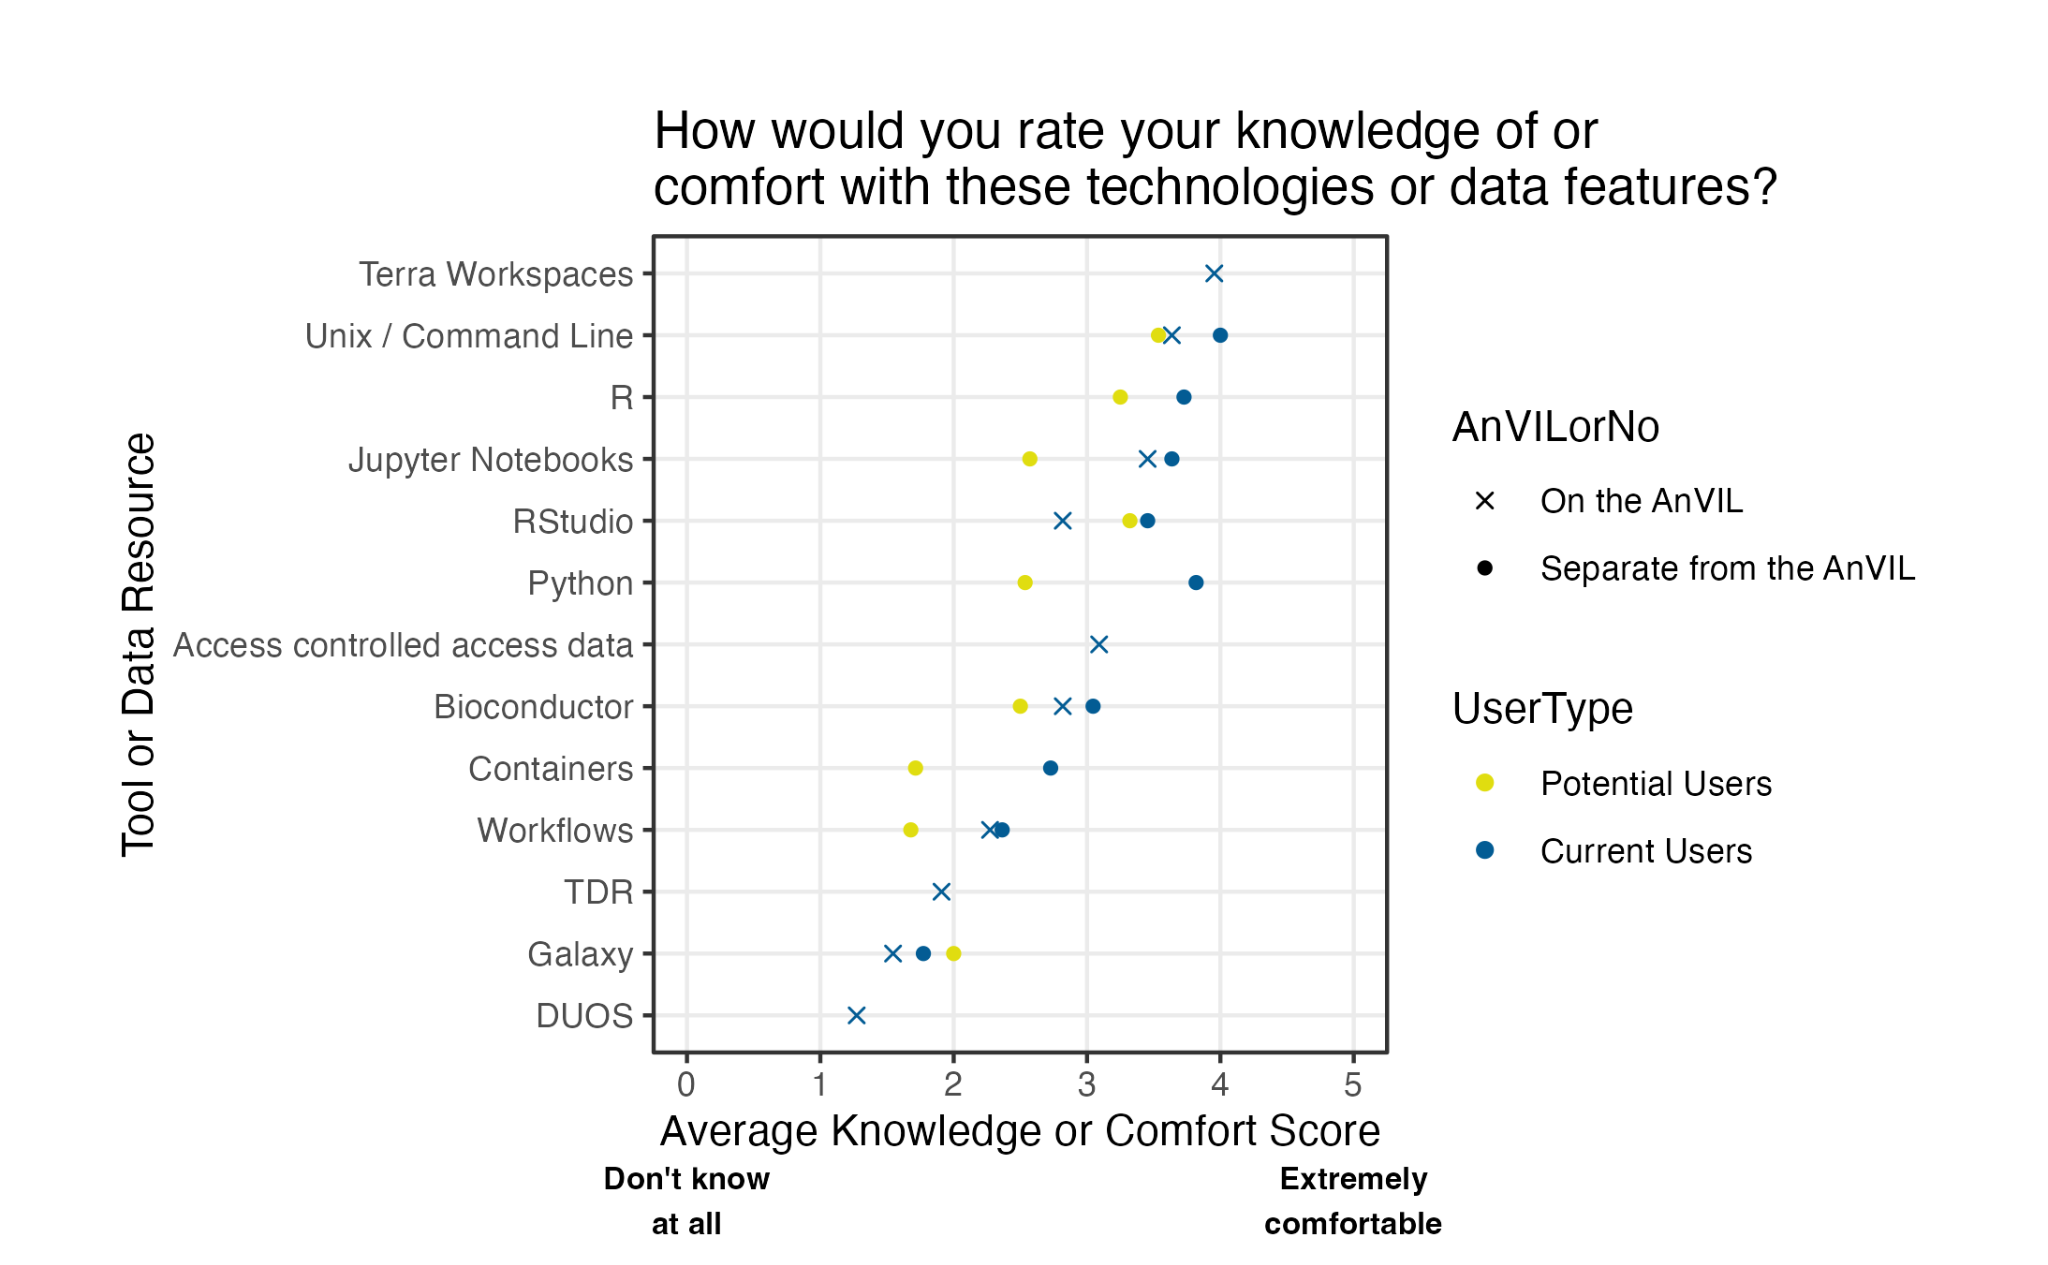 How would you rate your knowledge of or
comfort with these technologies or data features?
Tool or Data Resource
Terra Workspaces
Unix / Command Line
R
Jupyter Notebooks
RStudio
Python
Access controlled access data
Bioconductor
Containers
Workflows
TDR
Galaxy
DUOS
0 1 2 3 4 5
Average Knowledge or Comfort Score
Don't know
at all
Extremely
comfortable
AnVILorNo
On the AnVIL
Separate from the AnVIL
UserType
Potential Users
Current Users